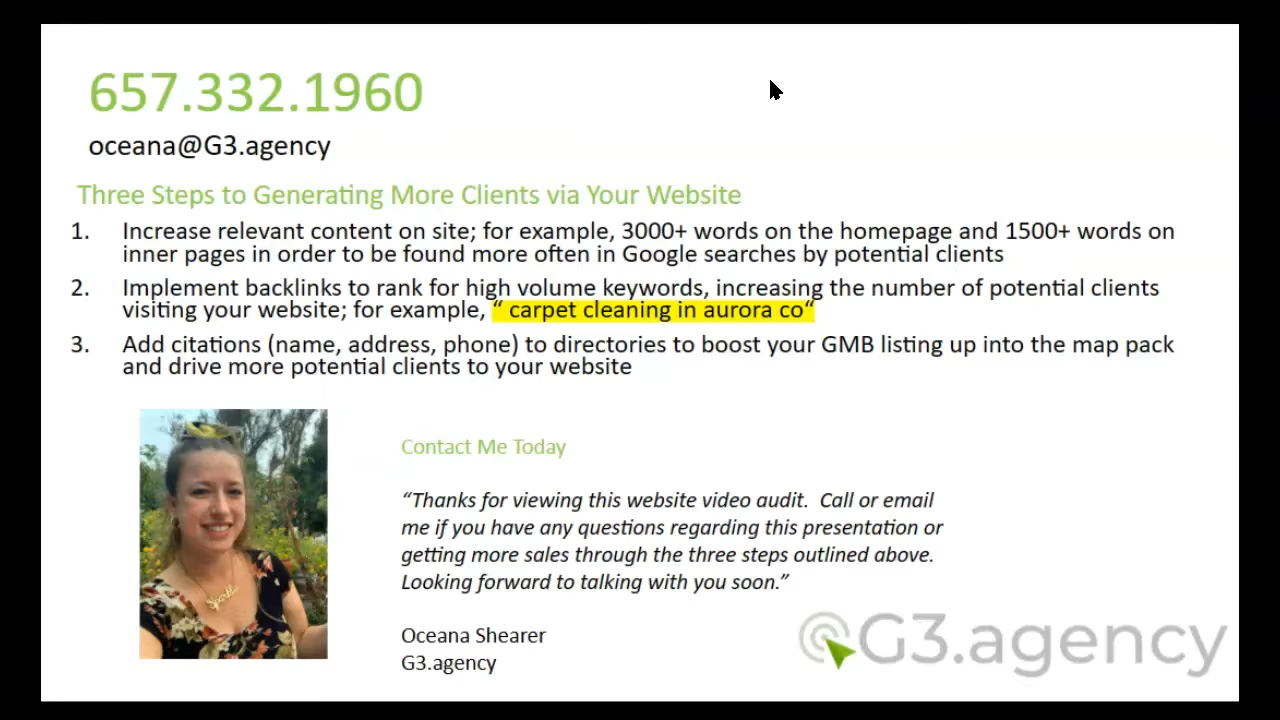 657.332.1960
oceana@G3.agency
Three Steps to Generating More Clients via Your Website
1. Increase relevant content on site; for example, 3000+ words on the homepage and 1500+ words on
inner pages in order to be found more often in Google searches by potential clients
2. Implement backlinks to rank for high volume keywords, increasing the number of potential clients
visiting your website; for example, “ carpet cleaning in aurora co“
3. Add citations (name, address, phone) to directories to boost your GMB listing up into the map pack
and drive more potential clients to your website
Contact Me Today
“Thanks for viewing this website video audit.  Call or email
me if you have any questions regarding this presentation or
getting more sales through the three steps outlined above.
Looking forward to talking with you soon.”
Oceana Shearer
G3.agency
G3.agency